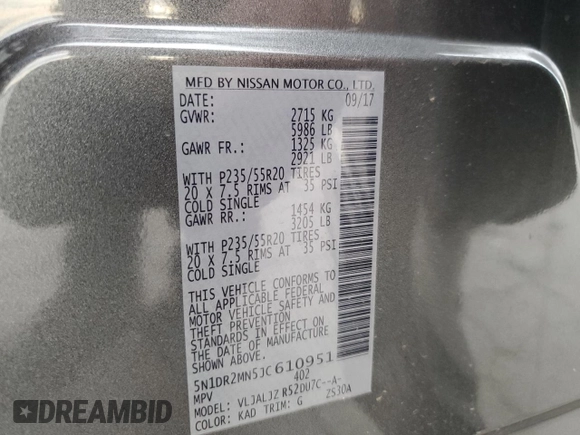 MFD BY NISSAN MOTOR CO., LTD.
DATE: 09/17
GVWR: 2715 KG
5986 LB
GAWR FR.: 1325 KG
2921 LB
WITH P235/55R20 TIRES
20 X 7.5 RIMS AT 35 PSI
COLD SINGLE
GAWR RR.: 1454 KG
3205 LB
WITH P235/55R20 TIRES
20 X 7.5 RIMS AT 35 PSI
COLD SINGLE
THIS VEHICLE CONFORMS TO
ALL APPLICABLE FEDERAL
MOTOR VEHICLE SAFETY AND
THEFT PREVENTION
STANDARDS IN EFFECT ON
THE DATE OF MANUFACTURE
SHOWN ABOVE.
5N1DR2MN5JC610951
MPV 402
MODEL: VLJALJZ R52DU7C--A-
COLOR: KAD TRIM: G ZS30A
DREAMBID